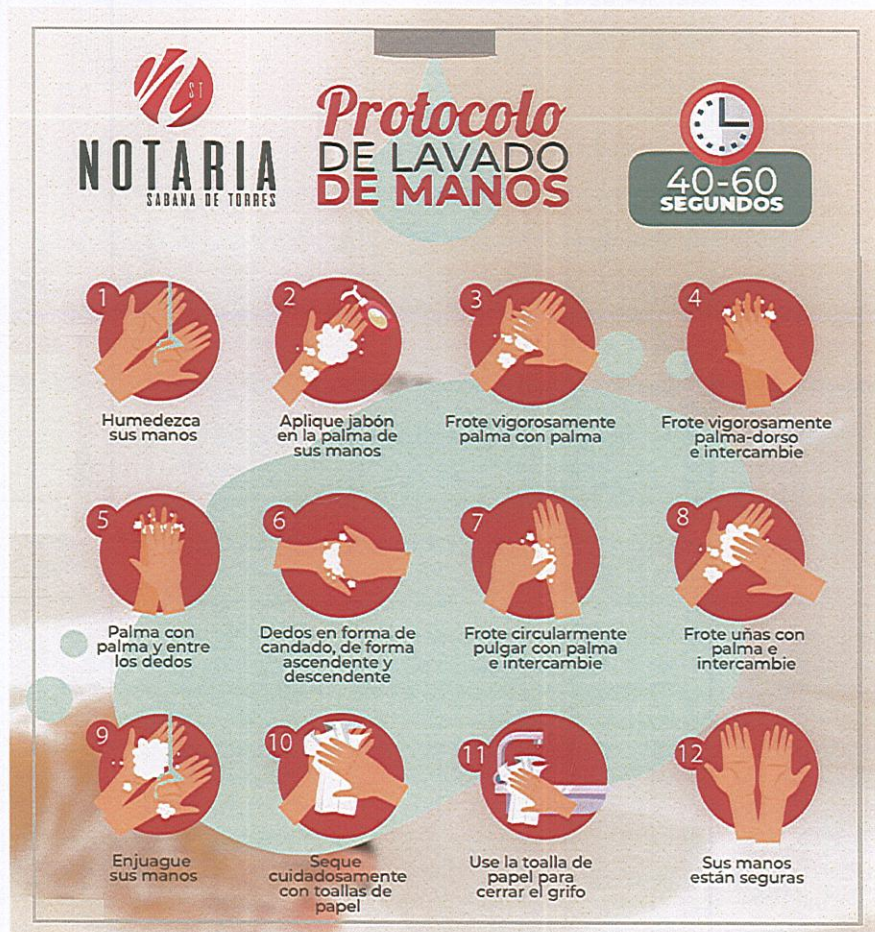 ST
NOTARIA
SABANA DE TORRES
Protocolo
DE LAVADO
DE MANOS
40-60
SEGUNDOS
1
Humedezca
sus manos
2
Aplique jabón
en la palma de
sus manos
3
Frote vigorosamente
palma con palma
4
Frote vigorosamente
palma-dorso
e intercambie
5
Palma con
palma y entre
los dedos
6
Dedos en forma de
candado, de forma
ascendente y
descendente
7
Frote circularmente
pulgar con palma
e intercambie
8
Frote uñas con
palma e
intercambie
9
Enjuague
sus manos
10
Seque
cuidadosamente
con toallas de
papel
11
Use la toalla de
papel para
cerrar el grifo
12
Sus manos
están seguras